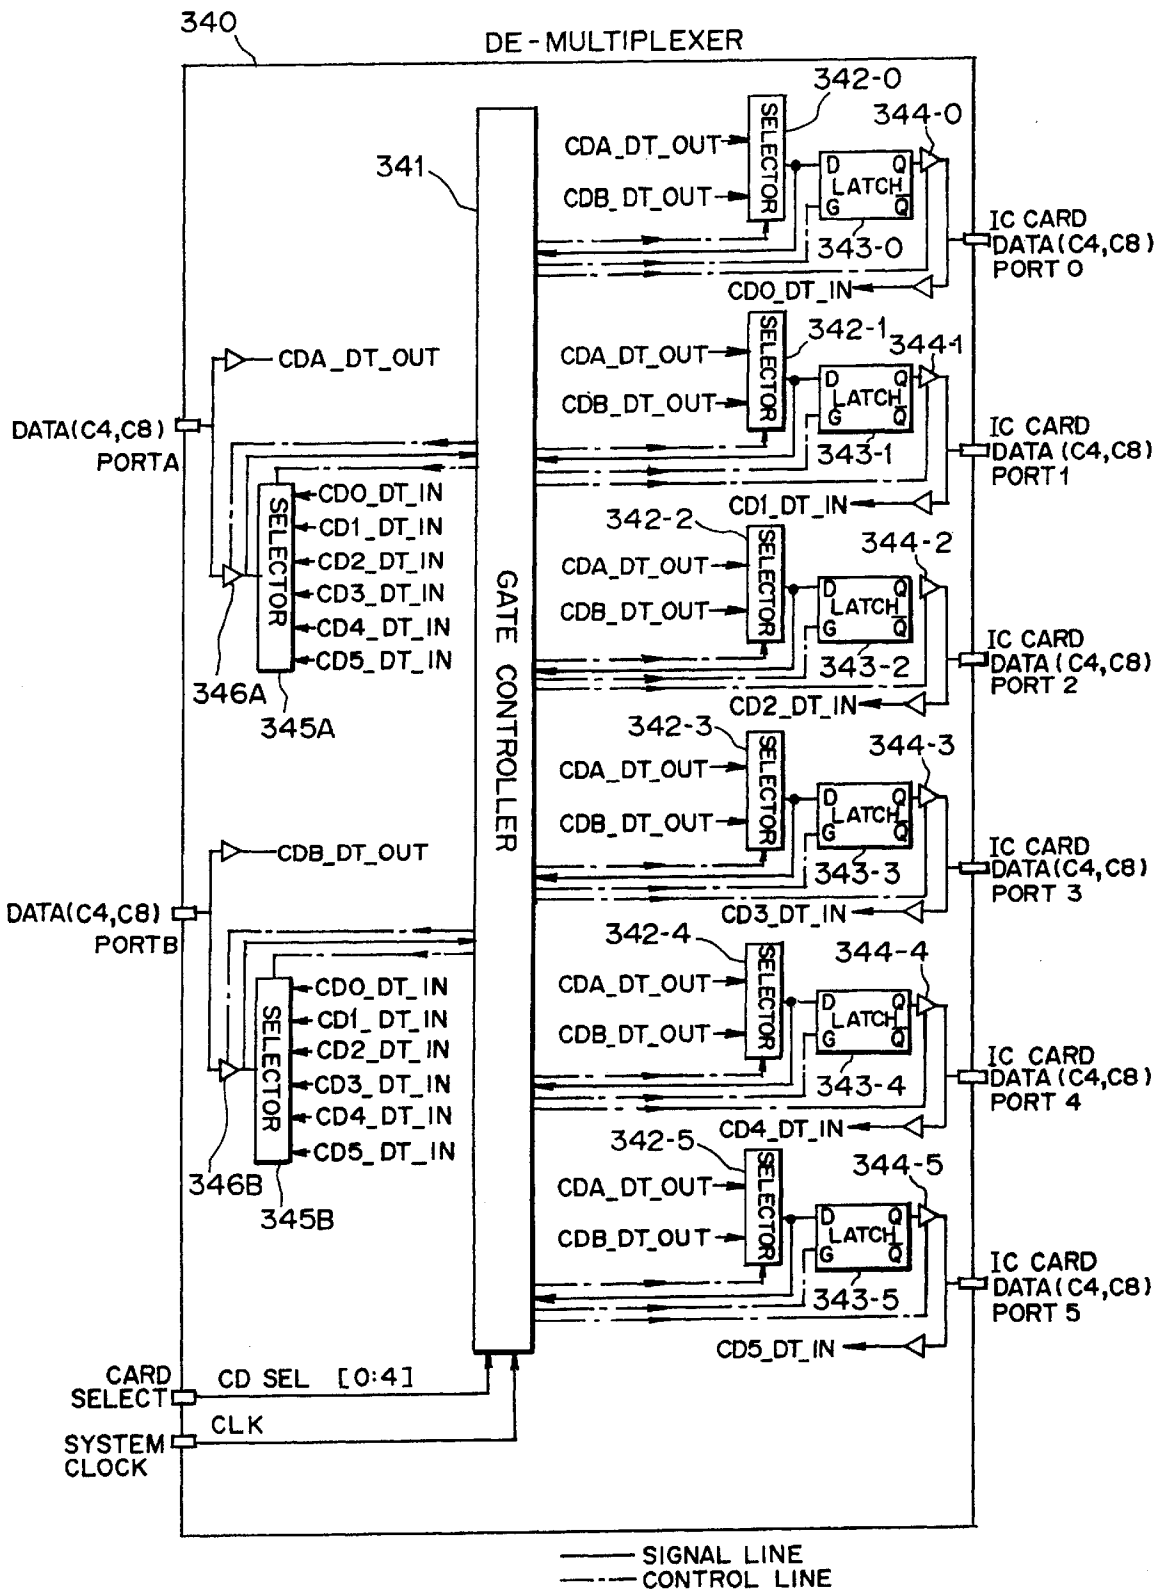 340
DE-MULTIPLEXER
341
GATE CONTROLLER
342-0
344-0
SELECTOR
CDA_DT_OUT
CDB_DT_OUT
D Q
LATCH
G Q
343-0
CD0_DT_IN
IC CARD
DATA(C4,C8)
PORT 0
342-1
344-1
SELECTOR
CDA_DT_OUT
CDB_DT_OUT
D Q
LATCH
G Q
343-1
CD1_DT_IN
IC CARD
DATA(C4,C8)
PORT 1
342-2
344-2
SELECTOR
CDA_DT_OUT
CDB_DT_OUT
D Q
LATCH
G Q
343-2
CD2_DT_IN
IC CARD
DATA(C4,C8)
PORT 2
342-3
344-3
SELECTOR
CDA_DT_OUT
CDB_DT_OUT
D Q
LATCH
G Q
343-3
CD3_DT_IN
IC CARD
DATA(C4,C8)
PORT 3
342-4
344-4
SELECTOR
CDA_DT_OUT
CDB_DT_OUT
D Q
LATCH
G Q
343-4
CD4_DT_IN
IC CARD
DATA(C4,C8)
PORT 4
342-5
344-5
SELECTOR
CDA_DT_OUT
CDB_DT_OUT
D Q
LATCH
G Q
343-5
CD5_DT_IN
IC CARD
DATA(C4,C8)
PORT 5
CDA_DT_OUT
DATA(C4,C8)
PORT A
SELECTOR
CD0_DT_IN
CD1_DT_IN
CD2_DT_IN
CD3_DT_IN
CD4_DT_IN
CD5_DT_IN
346A
345A
CDB_DT_OUT
DATA(C4,C8)
PORT B
SELECTOR
CD0_DT_IN
CD1_DT_IN
CD2_DT_IN
CD3_DT_IN
CD4_DT_IN
CD5_DT_IN
346B
345B
CARD
SELECT
CD SEL [0:4]
CLK
SYSTEM
CLOCK
SIGNAL LINE
CONTROL LINE